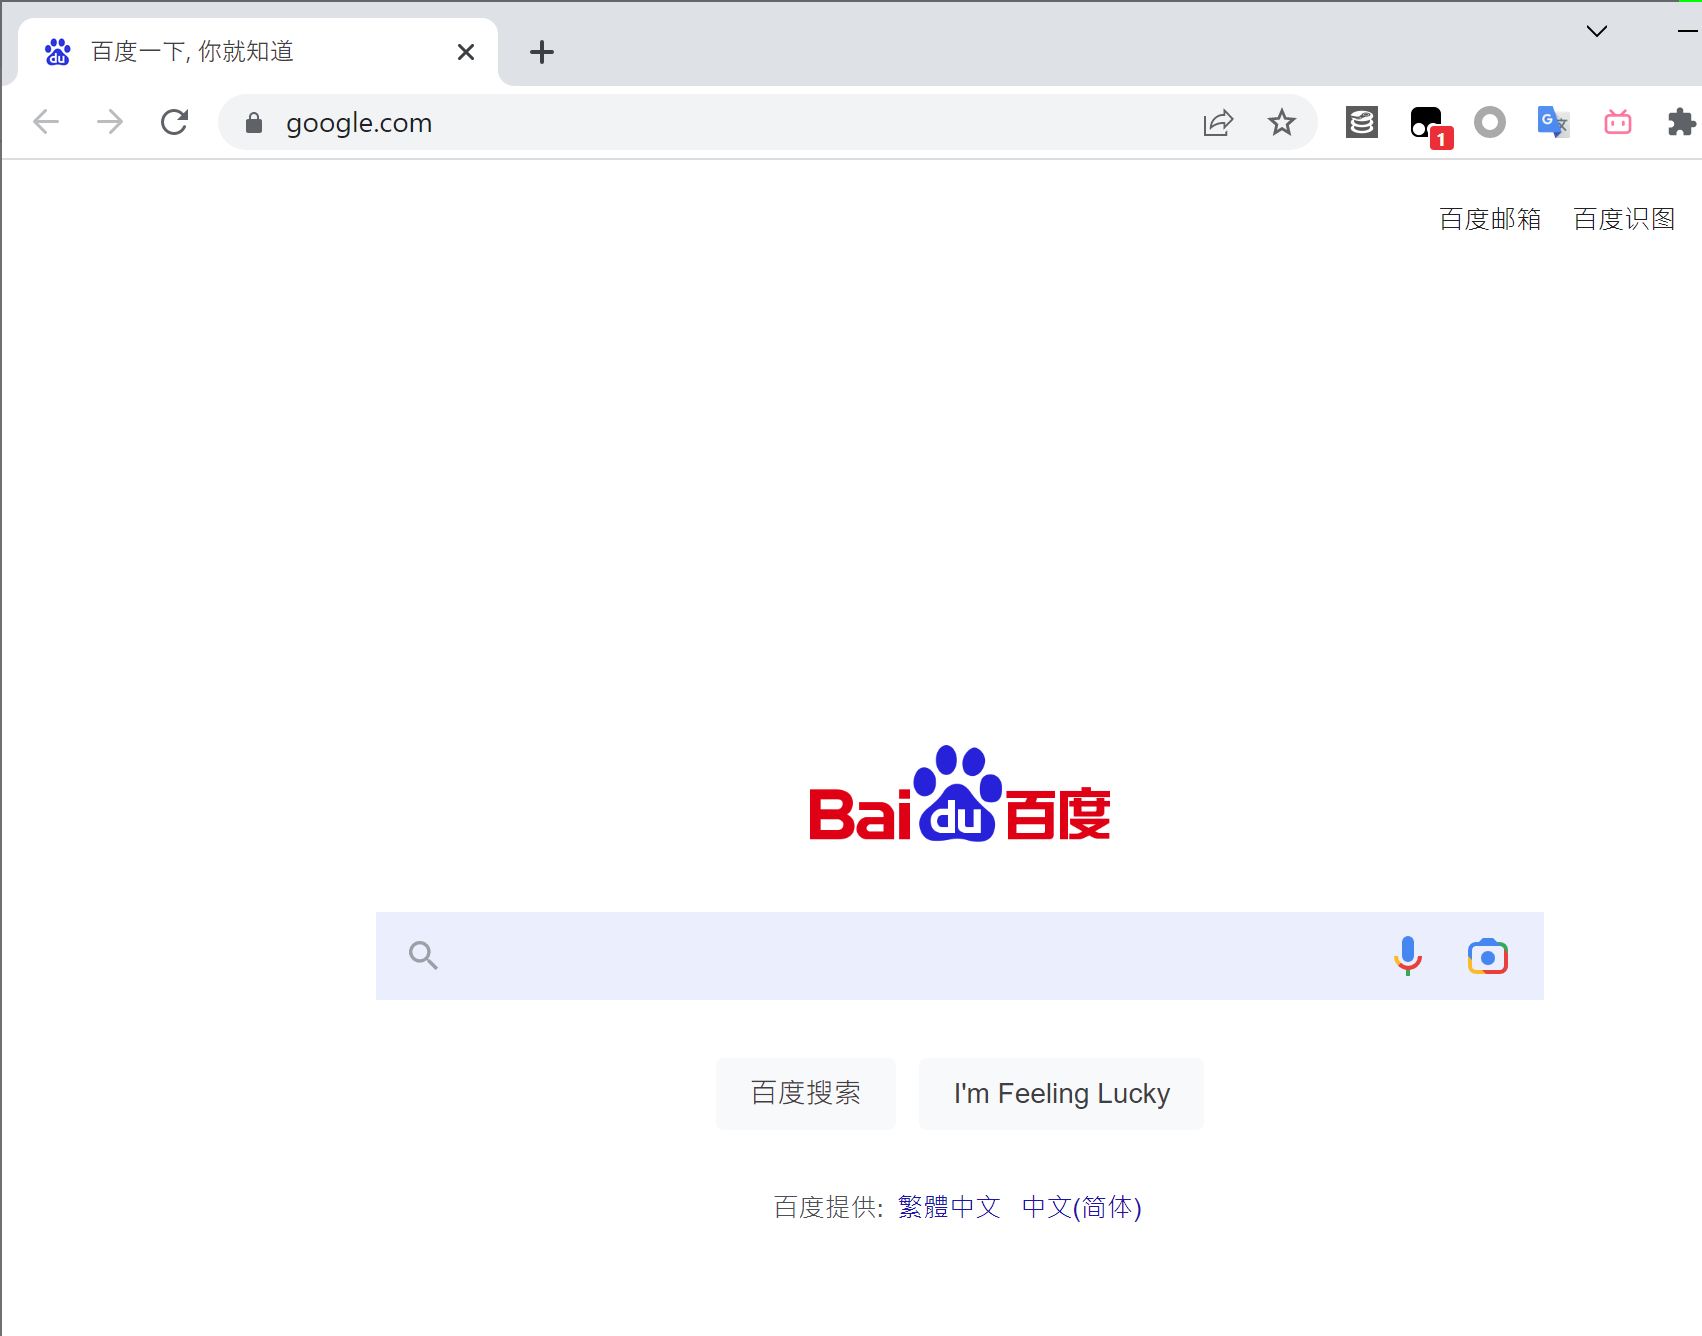 百度一下, 你就知道
google.com
1
百度邮箱 百度识图
Bai du 百度
百度搜索 I'm Feeling Lucky
百度提供: 繁體中文 中文(简体)